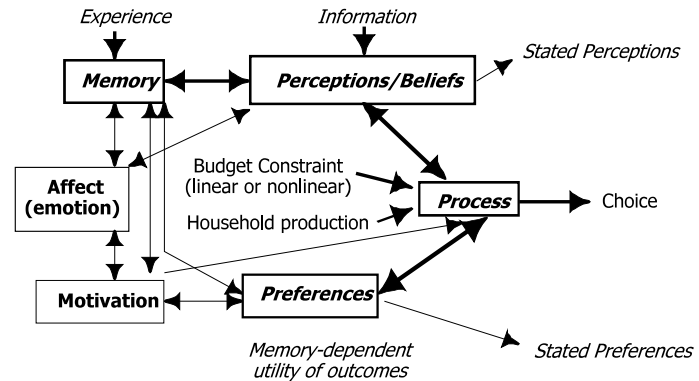 Experience
Information
Stated Perceptions
Memory
Perceptions/Beliefs
Budget Constraint
(linear or nonlinear)
Affect
(emotion)
Process
Choice
Household production
Motivation
Preferences
Memory-dependent
utility of outcomes
Stated Preferences